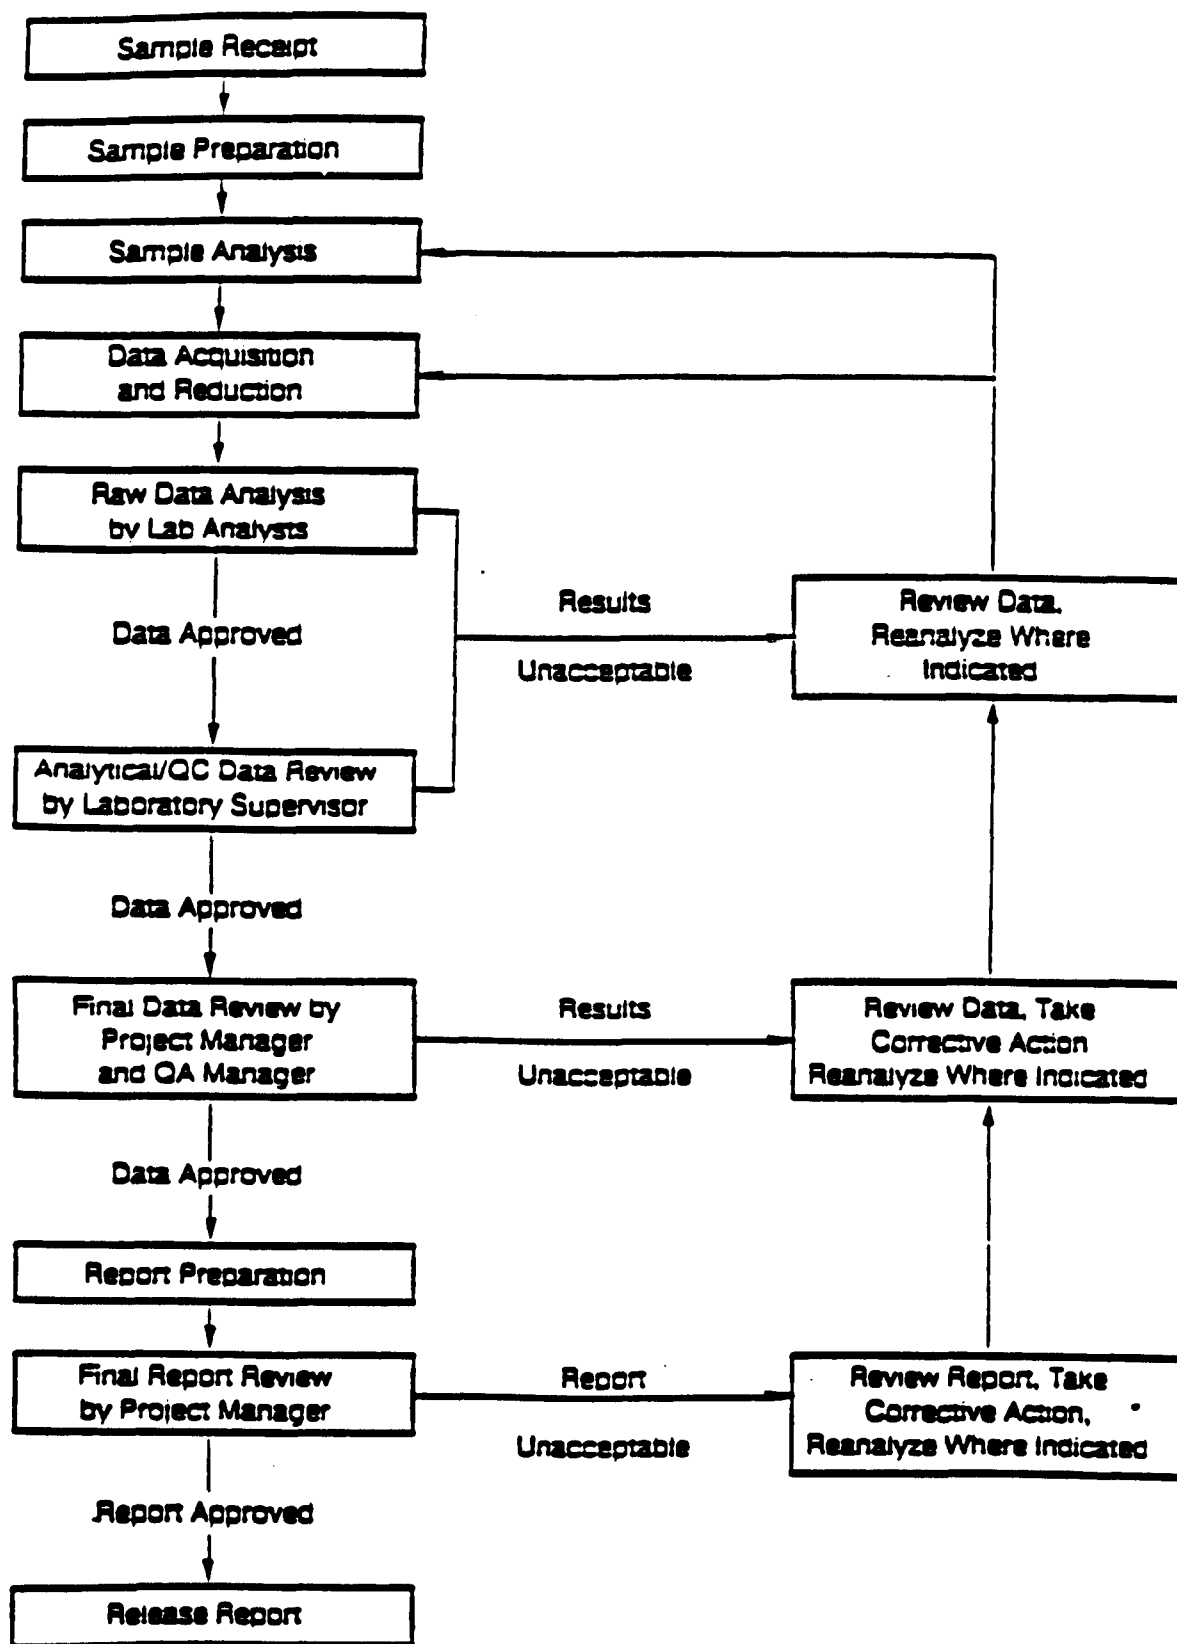 Sample Receipt
Sample Preparation
Sample Analysis
Data Acquisition
and Reduction
Raw Data Analysis
by Lab Analysts
Results
Unacceptable
Review Data,
Reanalyze Where
Indicated
Data Approved
Analytical/QC Data Review
by Laboratory Supervisor
Data Approved
Final Data Review by
Project Manager
and QA Manager
Results
Unacceptable
Review Data, Take
Corrective Action
Reanalyze Where Indicated
Data Approved
Report Preparation
Final Report Review
by Project Manager
Report
Unacceptable
Review Report, Take
Corrective Action,
Reanalyze Where Indicated
Report Approved
Release Report